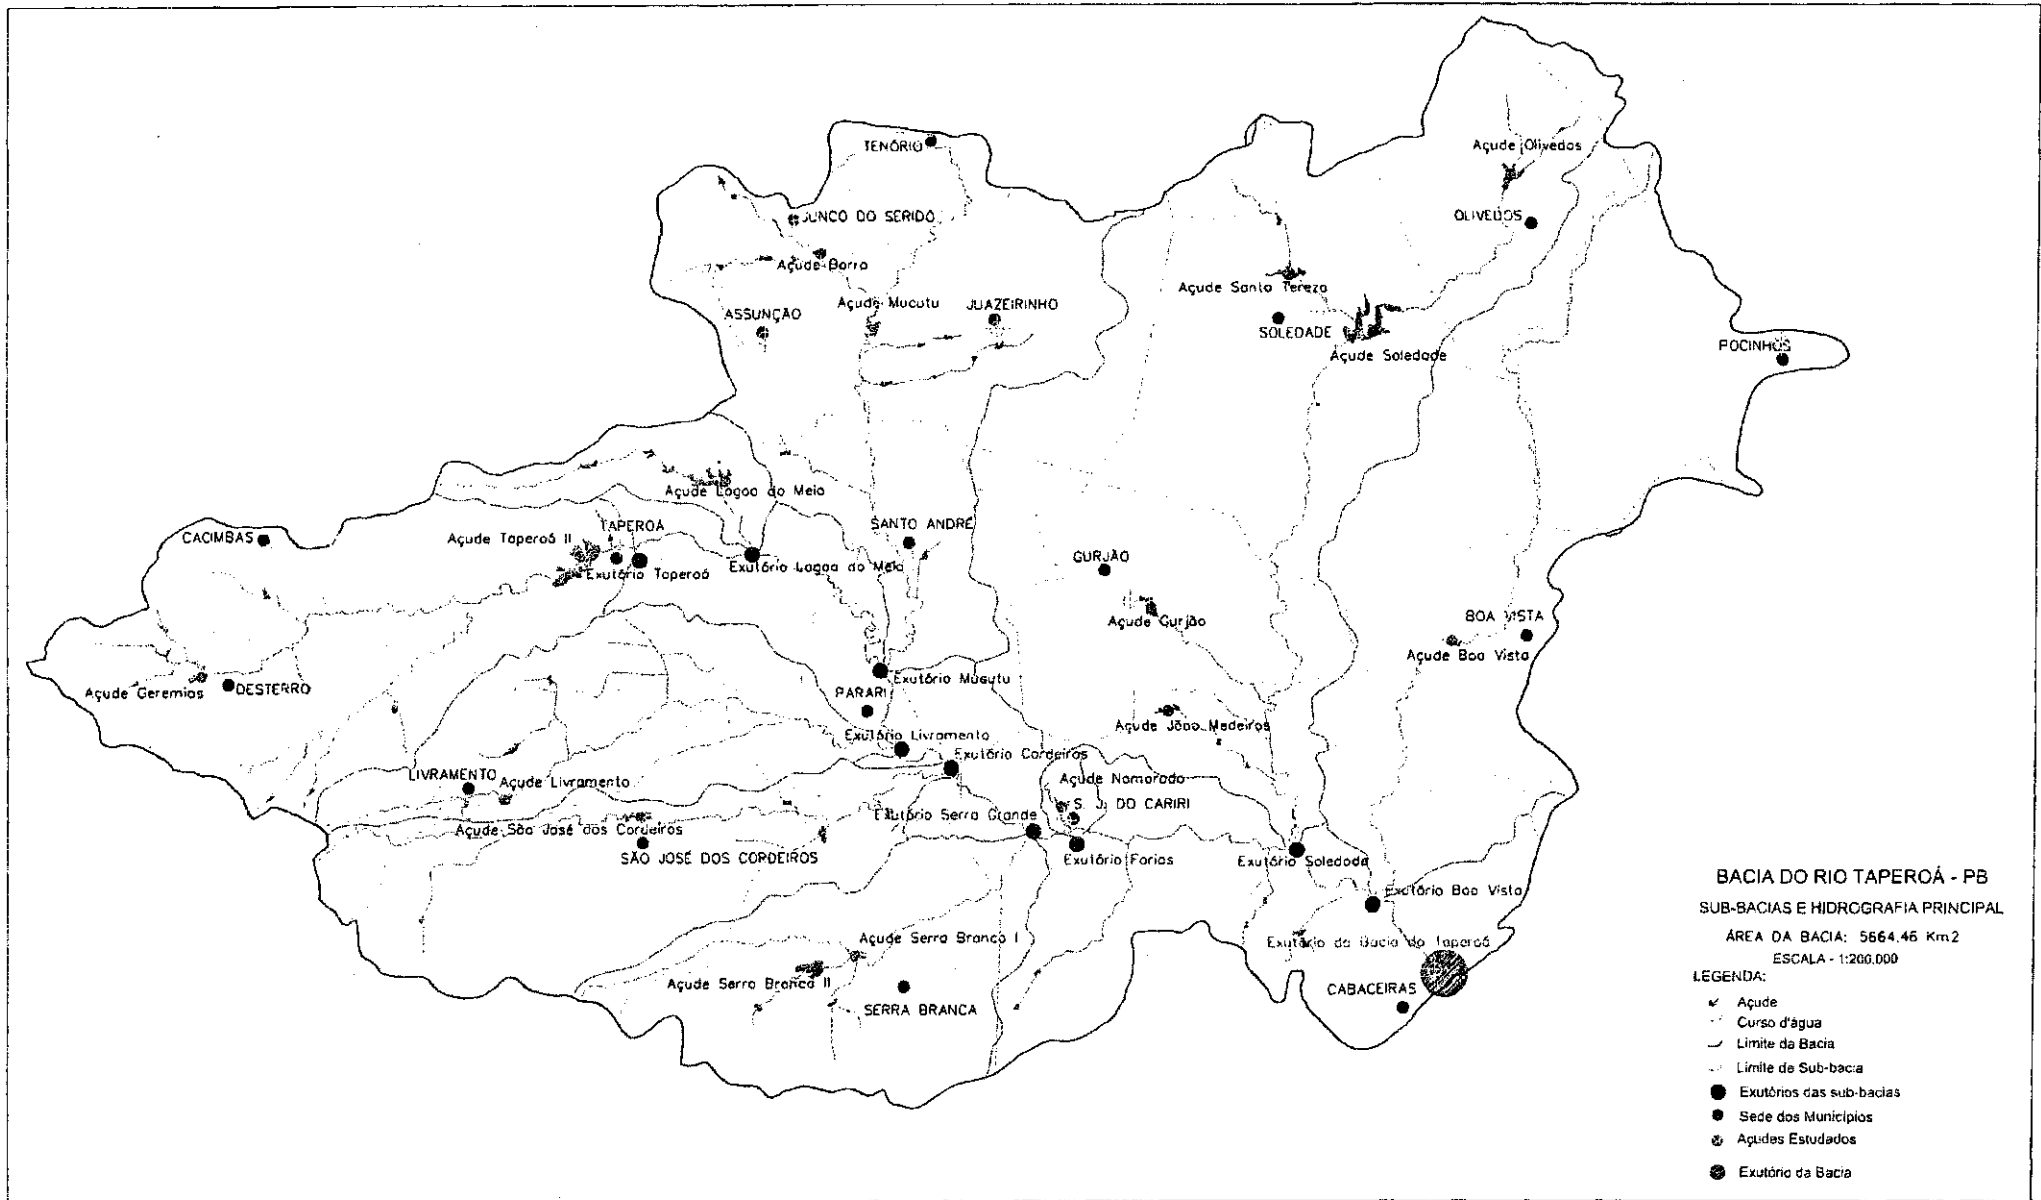 TENÓRIO
Açude Olivedos
JUNCO DO SERIDÓ
OLIVEDOS
Açude Barra
Açude Santa Tereza
Açude Mucutu
JUAZEIRINHO
ASSUNÇÃO
SOLEDADE
POCINHOS
Açude Soledade
Açude Lagoa do Meio
TAPEROÁ
SANTO ANDRÉ
CACIMBAS
Açude Taperoá II
GURJÃO
Exutório Taperoá
Exutório Lagoa do Meio
Açude Gurjão
BOA VISTA
Açude Boa Vista
Exutório Mucutu
Açude Geremias
DESTERRO
PARARI
Açude João Medeiros
Exutório Livramento
Exutório Cordeiros
LIVRAMENTO
Açude Livramento
Açude Namorado
S. J. DO CARIRI
Exutório Serra Grande
Açude São José dos Cordeiros
SÃO JOSÉ DOS CORDEIROS
Exutório Farias
Exutório Soledade
Exutório Boa Vista
Açude Serra Branca I
Exutório da Bacia do Taperoá
Açude Serra Branca II
CABACEIRAS
SERRA BRANCA
BACIA DO RIO TAPEROÁ - PB
SUB-BACIAS E HIDROGRAFIA PRINCIPAL
ÁREA DA BACIA: 5664.46 Km2
ESCALA - 1:200.000
LEGENDA:
Açude
Curso d'água
Limite da Bacia
Limite de Sub-bacia
Exutórios das sub-bacias
Sede dos Municípios
Açudes Estudados
Exutório da Bacia